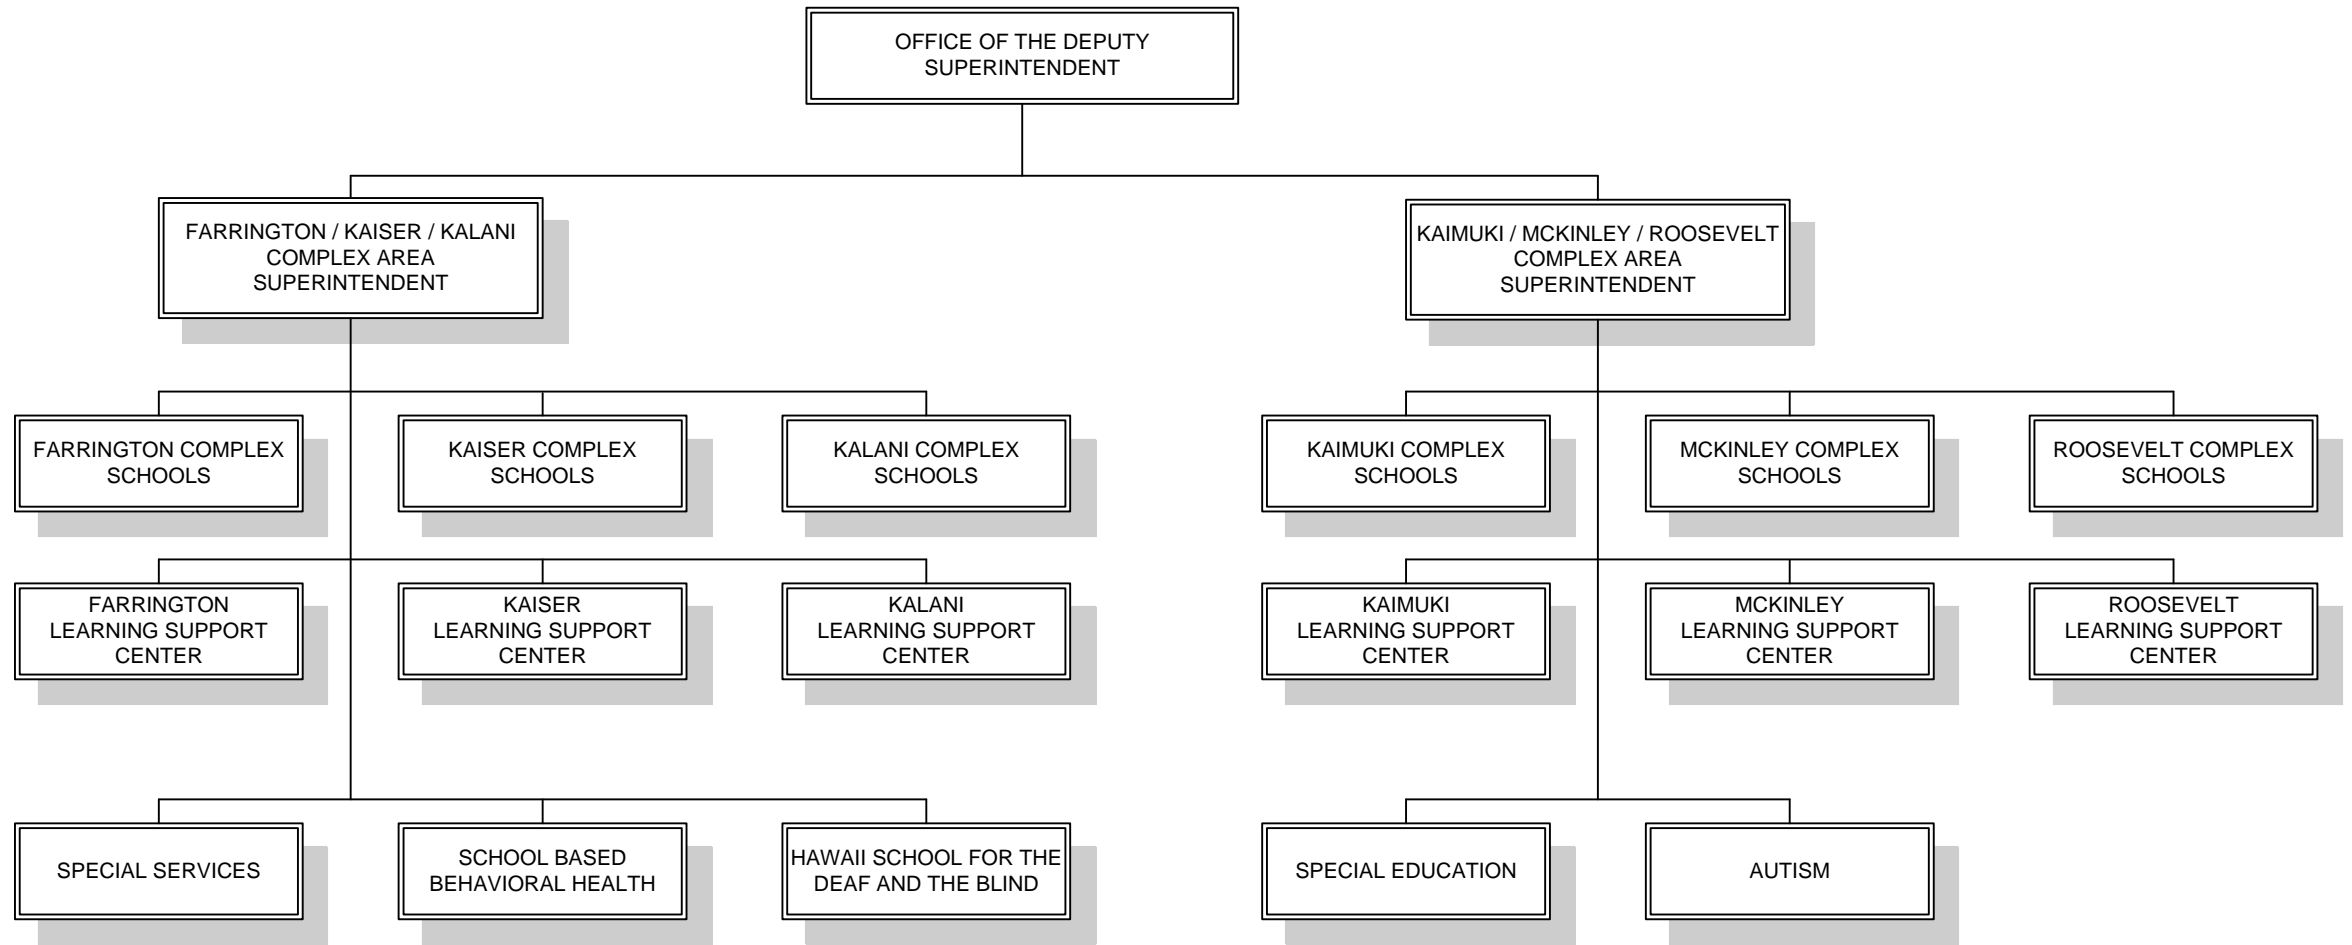 OFFICE OF THE DEPUTY
SUPERINTENDENT
FARRINGTON / KAISER / KALANI
COMPLEX AREA
SUPERINTENDENT
KAIMUKI / MCKINLEY / ROOSEVELT
COMPLEX AREA
SUPERINTENDENT
FARRINGTON COMPLEX
SCHOOLS
KAISER COMPLEX
SCHOOLS
KALANI COMPLEX
SCHOOLS
KAIMUKI COMPLEX
SCHOOLS
MCKINLEY COMPLEX
SCHOOLS
ROOSEVELT COMPLEX
SCHOOLS
FARRINGTON
LEARNING SUPPORT
CENTER
KAISER
LEARNING SUPPORT
CENTER
KALANI
LEARNING SUPPORT
CENTER
KAIMUKI
LEARNING SUPPORT
CENTER
MCKINLEY
LEARNING SUPPORT
CENTER
ROOSEVELT
LEARNING SUPPORT
CENTER
SPECIAL SERVICES
SCHOOL BASED
BEHAVIORAL HEALTH
HAWAII SCHOOL FOR THE
DEAF AND THE BLIND
SPECIAL EDUCATION
AUTISM